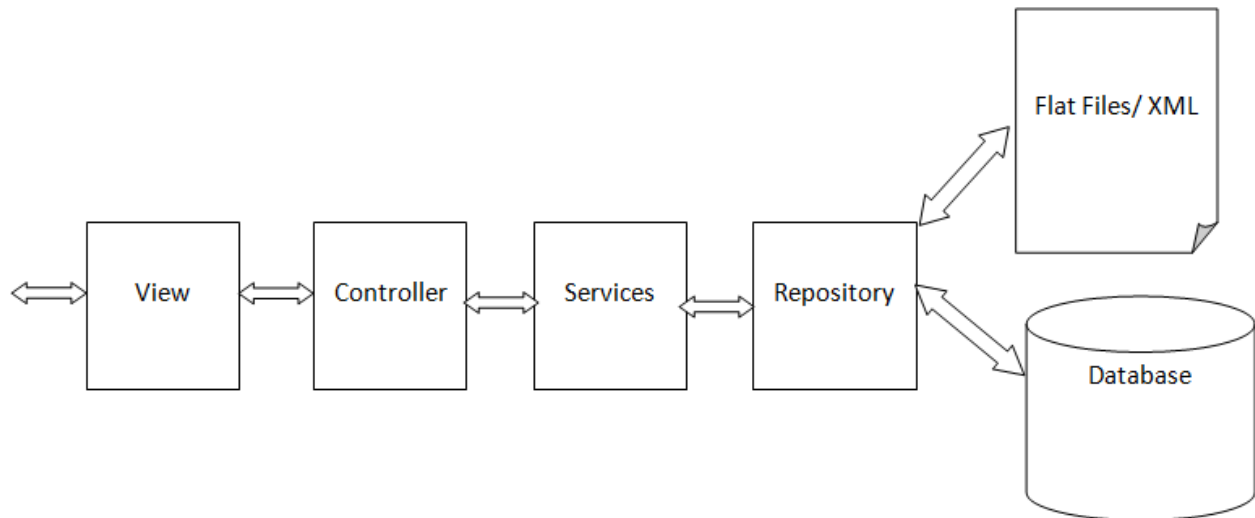 View
Controller
Services
Repository
Flat Files/ XML
Database